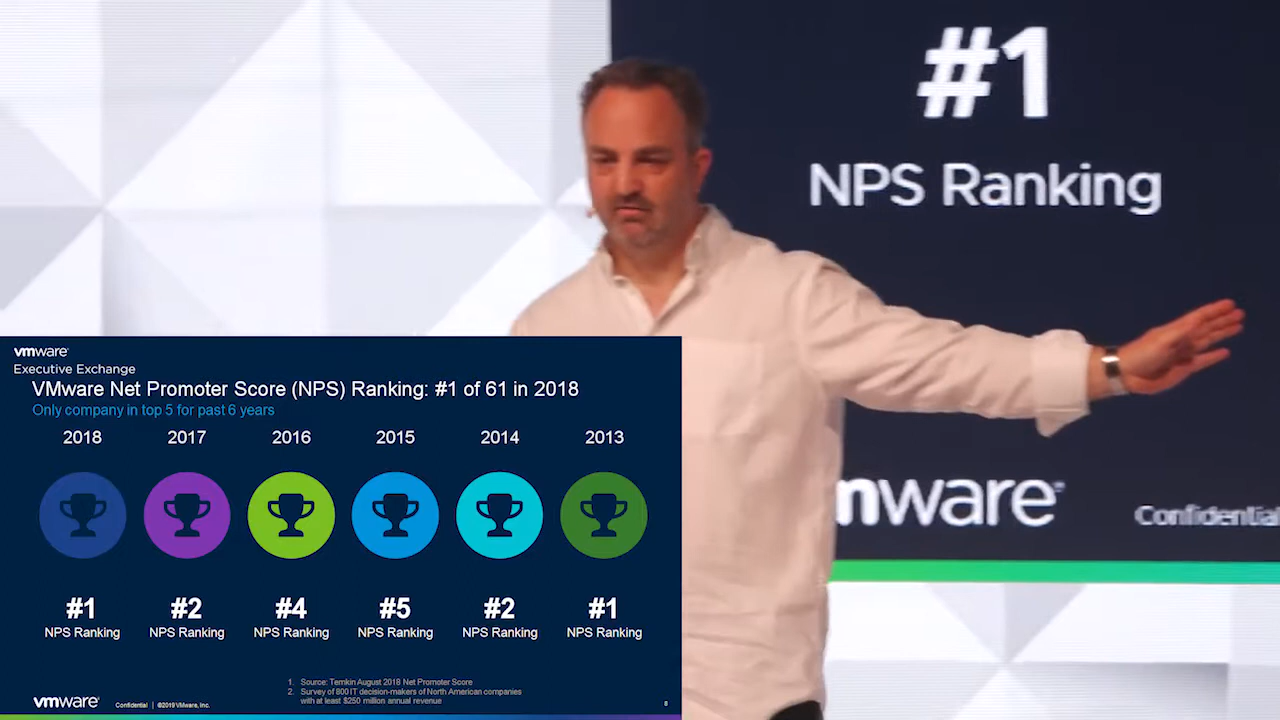 #1
NPS Ranking
mware
Confidential
vmware
Executive Exchange
VMware Net Promoter Score (NPS) Ranking: #1 of 61 in 2018
Only company in top 5 for past 6 years
2018 2017 2016 2015 2014 2013
#1 #2 #4 #5 #2 #1
NPS Ranking NPS Ranking NPS Ranking NPS Ranking NPS Ranking NPS Ranking
1. Source: Temkin August 2018 Net Promoter Score
2. Survey of 800 IT decision-makers of North American companies
with at least $250 million annual revenue
vmware Confidential | ©2019 VMware, Inc. 8